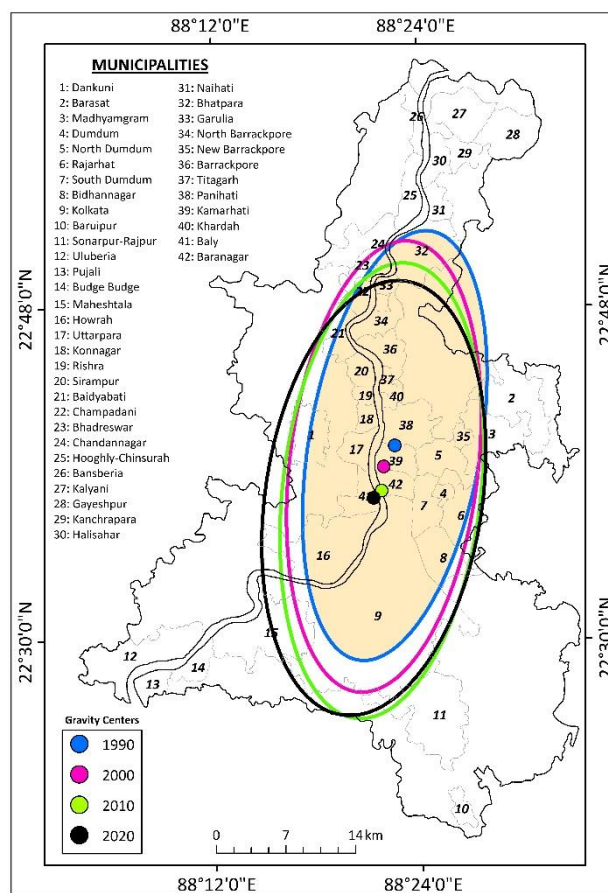 88°12'0"E 88°24'0"E
MUNICIPALITIES
1: Dankuni
2: Barasat
3: Madhyamgram
4: Dumdum
5: North Dumdum
6: Rajarhat
7: South Dumdum
8: Bidhannagar
9: Kolkata
10: Baruipur
11: Sonarpur-Rajpur
12: Uluberia
13: Pujali
14: Budge Budge
15: Maheshtala
16: Howrah
17: Uttarpara
18: Konnagar
19: Rishra
20: Sirampur
21: Baidyabati
22: Champadani
23: Bhadreswar
24: Chandannagar
25: Hooghly-Chinsurah
26: Bansberia
27: Kalyani
28: Gayeshpur
29: Kanchrapara
30: Halisahar
31: Naihati
32: Bhatpara
33: Garulia
34: North Barrackpore
35: New Barrackpore
36: Barrackpore
37: Titagarh
38: Panihati
39: Kamarhati
40: Khardah
41: Baly
42: Baranagar
26
27
28
29
30
25
31
24
32
23
22
33
22°48'0"N
22°48'0"N
34
21
36
20
37
2
19
40
18
38
1
35
3
17
39
5
42
4
7
6
16
8
9
22°30'0"N
22°30'0"N
15
12
14
13
11
10
Gravity Centers
1990
2000
2010
2020
0 7 14 km
88°12'0"E 88°24'0"E